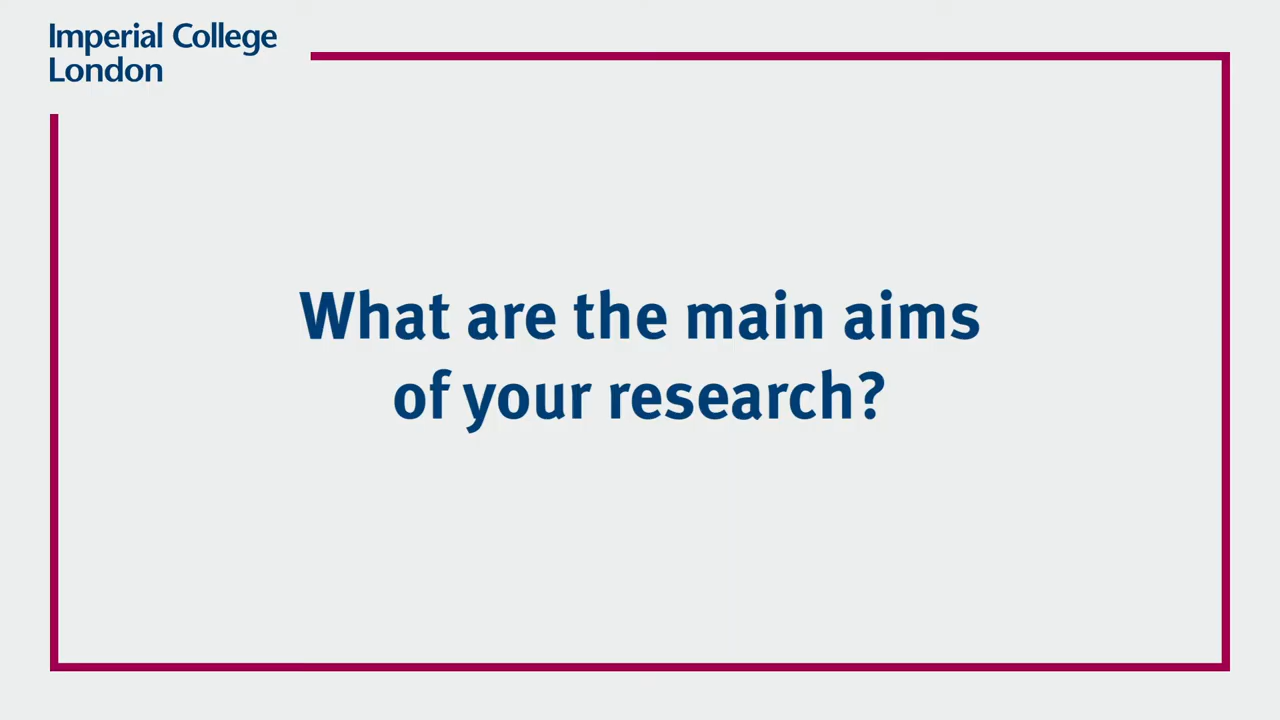 Imperial College
London
What are the main aims
of your research?